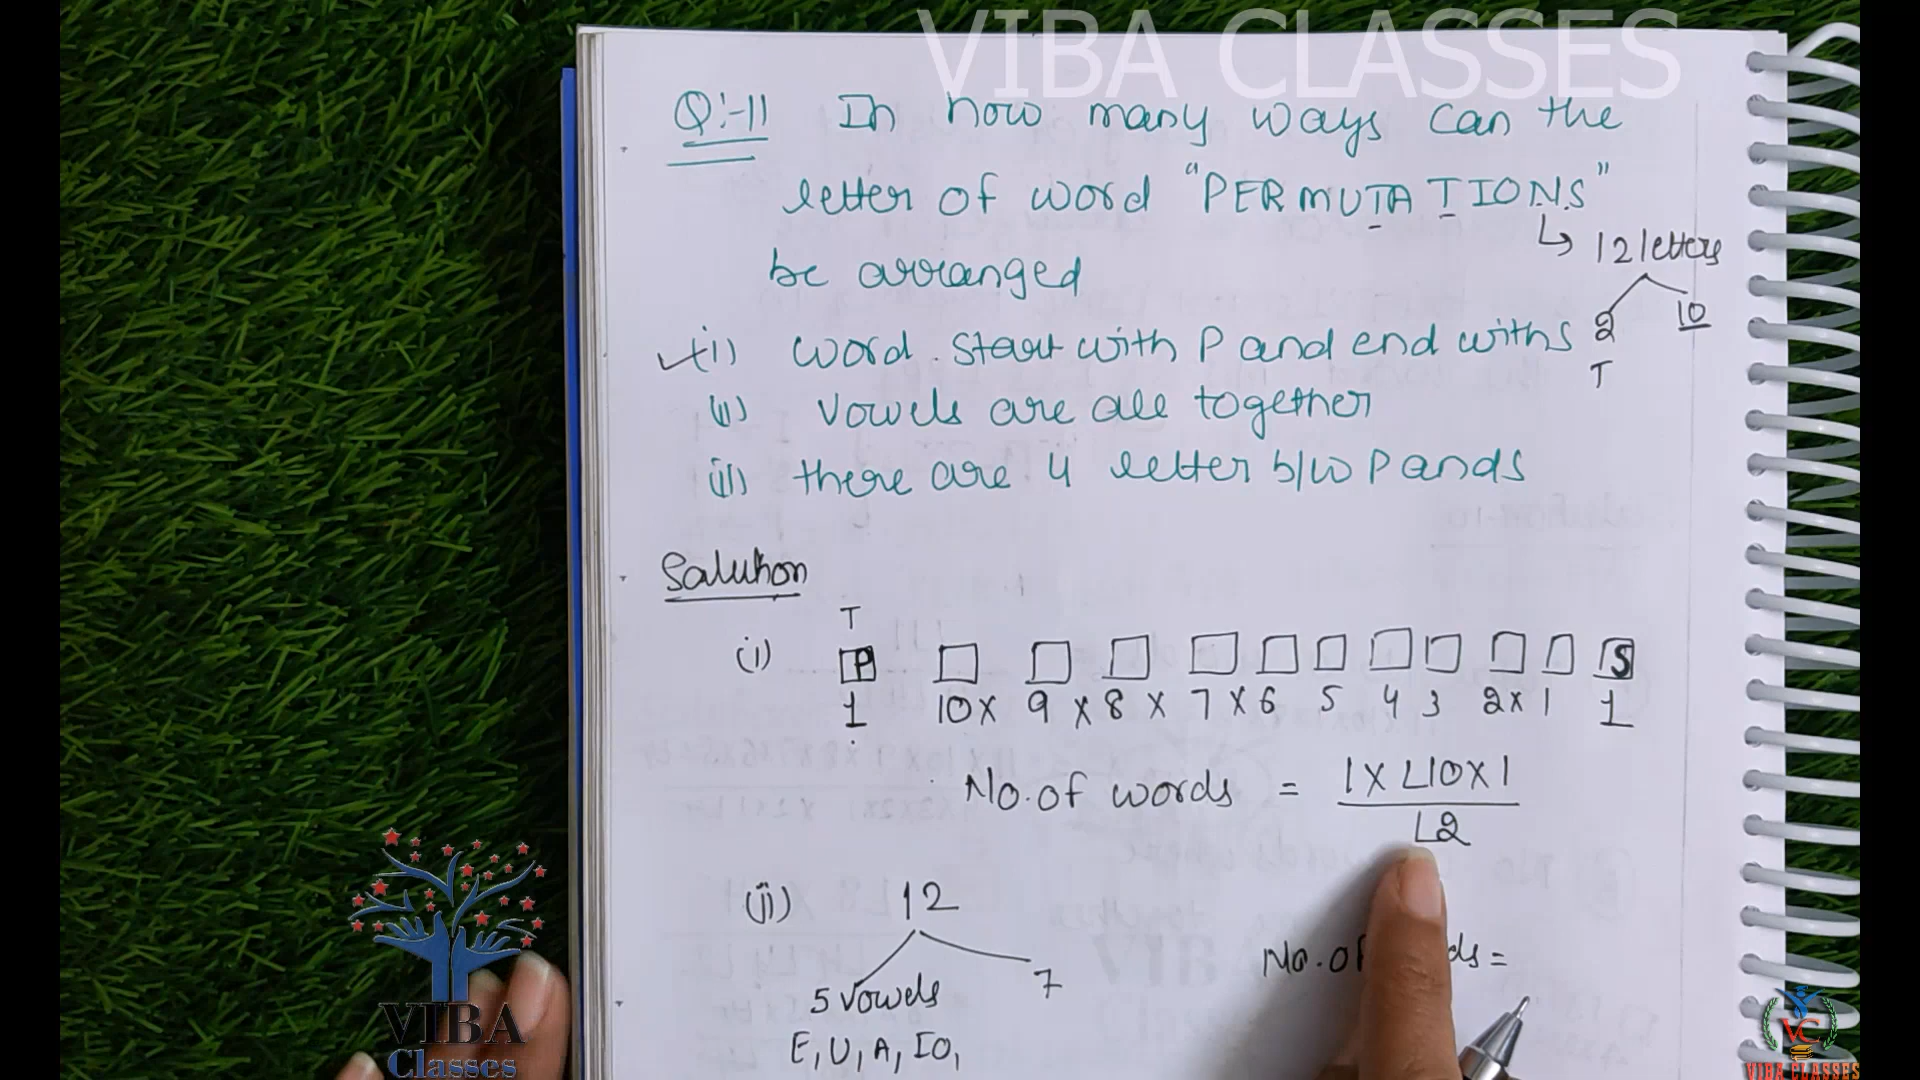 VIBA CLASSES
Q:-11 In how many ways can the
letter of word "PERMUTATIONS"
↳ 12 letters
be arranged
2 10
T
(i) word start with P and end with S
(ii) vowels are all together
(iii) there are 4 letter b/w P and S
Solution
T
(i) P S
1 10 x 9 x 8 x 7 x 6 5 4 3 2 x 1 1
No. of words = 1 x ∟10 x 1
∟2
(ii) 12
5 vowels 7
E, U, A, I O,
No. of ds =
VIBA
Classes
VC
VIBA CLASSES